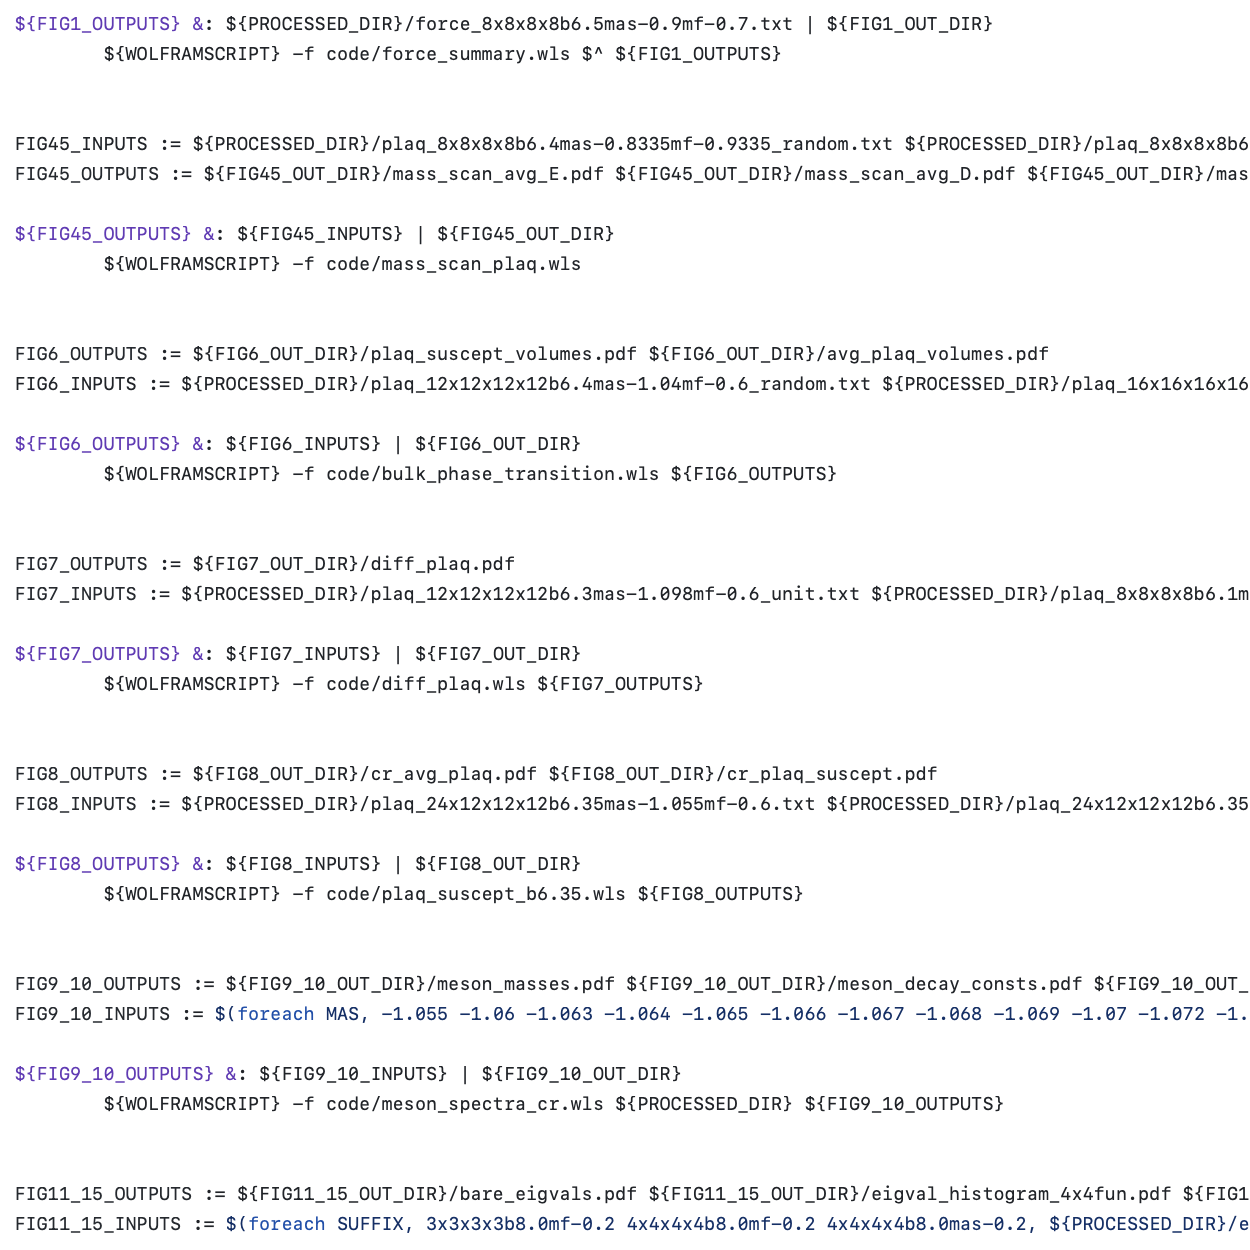 ${FIG1_OUTPUTS} &: ${PROCESSED_DIR}/force_8x8x8x8b6.5mas-0.9mf-0.7.txt | ${FIG1_OUT_DIR}
${WOLFRAMSCRIPT} -f code/force_summary.wls $^ ${FIG1_OUTPUTS}
FIG45_INPUTS := ${PROCESSED_DIR}/plaq_8x8x8x8b6.4mas-0.8335mf-0.9335_random.txt ${PROCESSED_DIR}/plaq_8x8x8x8b6
FIG45_OUTPUTS := ${FIG45_OUT_DIR}/mass_scan_avg_E.pdf ${FIG45_OUT_DIR}/mass_scan_avg_D.pdf ${FIG45_OUT_DIR}/mas
${FIG45_OUTPUTS} &: ${FIG45_INPUTS} | ${FIG45_OUT_DIR}
${WOLFRAMSCRIPT} -f code/mass_scan_plaq.wls
FIG6_OUTPUTS := ${FIG6_OUT_DIR}/plaq_suscept_volumes.pdf ${FIG6_OUT_DIR}/avg_plaq_volumes.pdf
FIG6_INPUTS := ${PROCESSED_DIR}/plaq_12x12x12x12b6.4mas-1.04mf-0.6_random.txt ${PROCESSED_DIR}/plaq_16x16x16x16
${FIG6_OUTPUTS} &: ${FIG6_INPUTS} | ${FIG6_OUT_DIR}
${WOLFRAMSCRIPT} -f code/bulk_phase_transition.wls ${FIG6_OUTPUTS}
FIG7_OUTPUTS := ${FIG7_OUT_DIR}/diff_plaq.pdf
FIG7_INPUTS := ${PROCESSED_DIR}/plaq_12x12x12x12b6.3mas-1.098mf-0.6_unit.txt ${PROCESSED_DIR}/plaq_8x8x8x8b6.1m
${FIG7_OUTPUTS} &: ${FIG7_INPUTS} | ${FIG7_OUT_DIR}
${WOLFRAMSCRIPT} -f code/diff_plaq.wls ${FIG7_OUTPUTS}
FIG8_OUTPUTS := ${FIG8_OUT_DIR}/cr_avg_plaq.pdf ${FIG8_OUT_DIR}/cr_plaq_suscept.pdf
FIG8_INPUTS := ${PROCESSED_DIR}/plaq_24x12x12x12b6.35mas-1.055mf-0.6.txt ${PROCESSED_DIR}/plaq_24x12x12x12b6.35
${FIG8_OUTPUTS} &: ${FIG8_INPUTS} | ${FIG8_OUT_DIR}
${WOLFRAMSCRIPT} -f code/plaq_suscept_b6.35.wls ${FIG8_OUTPUTS}
FIG9_10_OUTPUTS := ${FIG9_10_OUT_DIR}/meson_masses.pdf ${FIG9_10_OUT_DIR}/meson_decay_consts.pdf ${FIG9_10_OUT_
FIG9_10_INPUTS := $(foreach MAS, -1.055 -1.06 -1.063 -1.064 -1.065 -1.066 -1.067 -1.068 -1.069 -1.07 -1.072 -1.
${FIG9_10_OUTPUTS} &: ${FIG9_10_INPUTS} | ${FIG9_10_OUT_DIR}
${WOLFRAMSCRIPT} -f code/meson_spectra_cr.wls ${PROCESSED_DIR} ${FIG9_10_OUTPUTS}
FIG11_15_OUTPUTS := ${FIG11_15_OUT_DIR}/bare_eigvals.pdf ${FIG11_15_OUT_DIR}/eigval_histogram_4x4fun.pdf ${FIG1
FIG11_15_INPUTS := $(foreach SUFFIX, 3x3x3x3b8.0mf-0.2 4x4x4x4b8.0mf-0.2 4x4x4x4b8.0mas-0.2, ${PROCESSED_DIR}/e